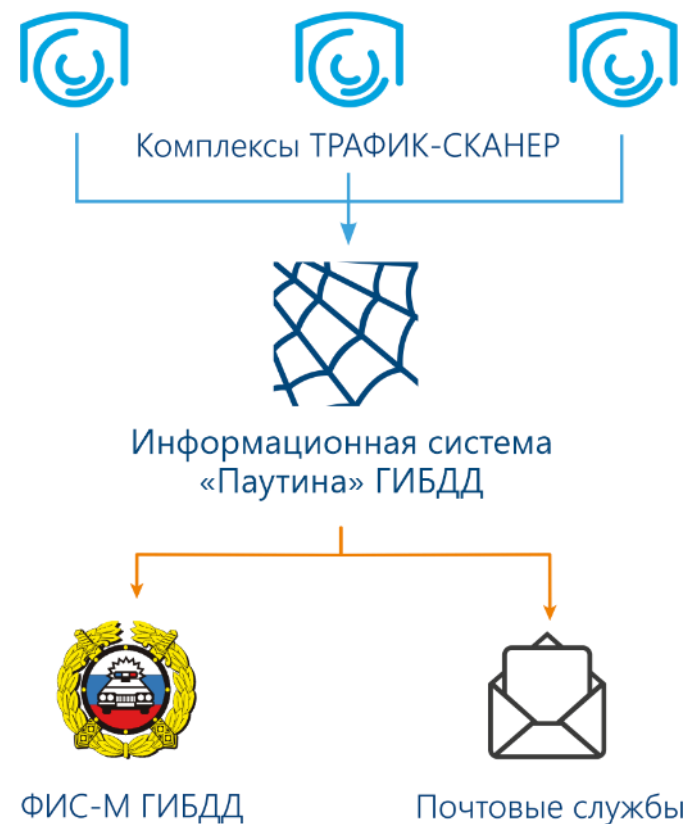 Комплексы ТРАФИК-СКАНЕР
Информационная система
«Паутина» ГИБДД
ФИС-М ГИБДД
Почтовые службы